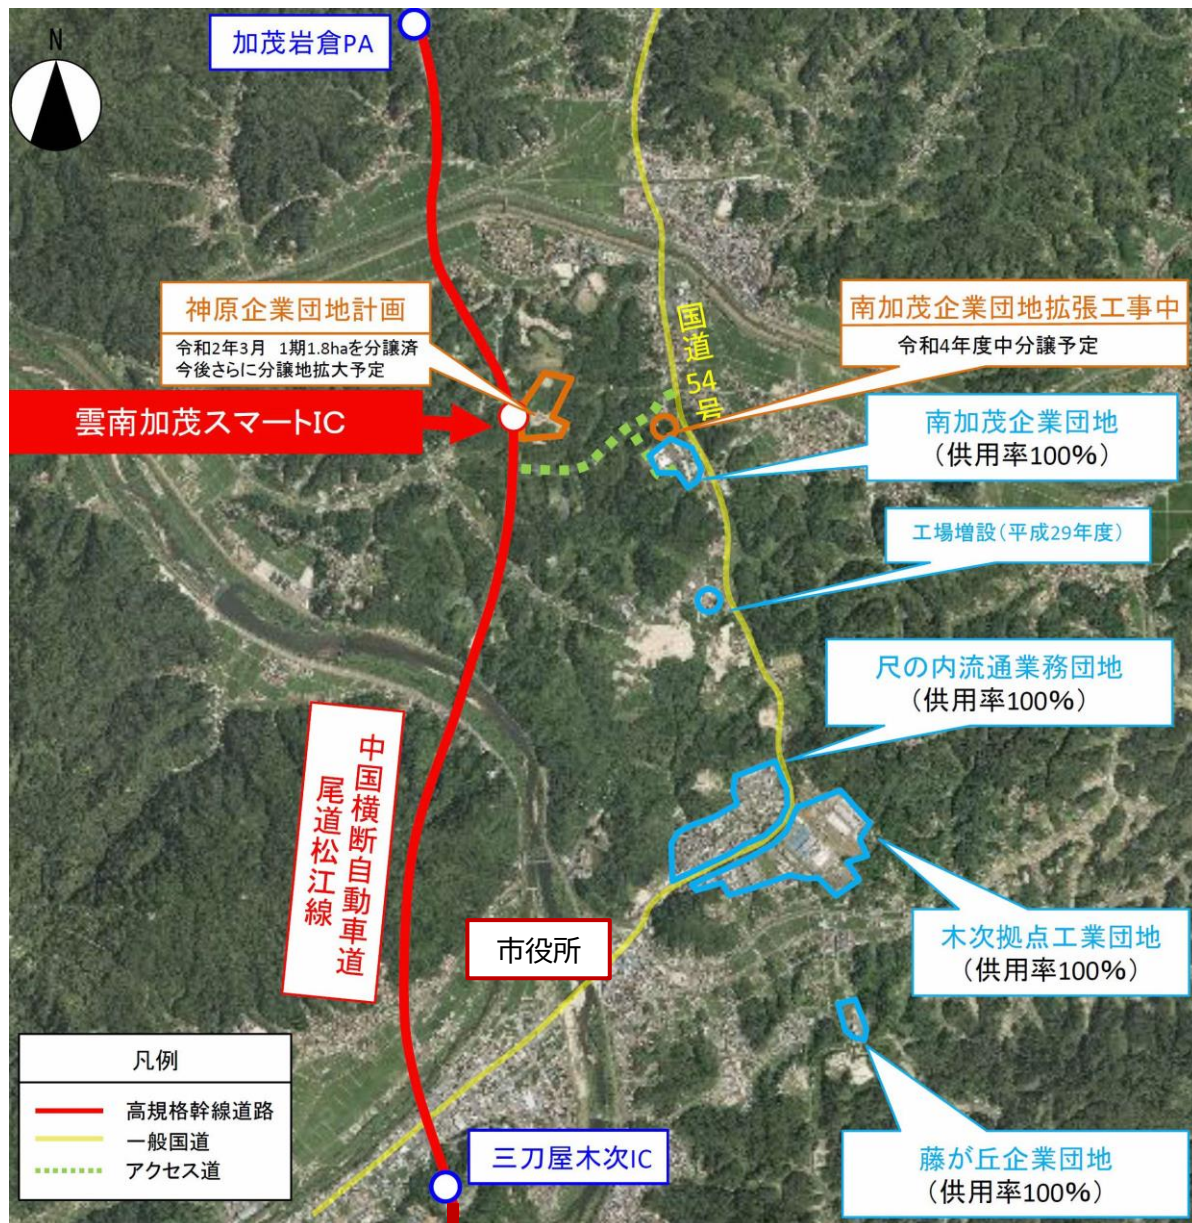 加茂岩倉PA
N
神原企業団地計画
令和2年3月 1期1.8haを分譲済
今後さらに分譲地拡大予定
国道54号
南加茂企業団地拡張工事中
令和4年度中分譲予定
雲南加茂スマートIC
南加茂企業団地
(供用率100%)
工場増設(平成29年度)
尺の内流通業務団地
(供用率100%)
中国横断自動車道
尾道松江線
市役所
木次拠点工業団地
(供用率100%)
凡例
高規格幹線道路
一般国道
アクセス道
三刀屋木次IC
藤が丘企業団地
(供用率100%)